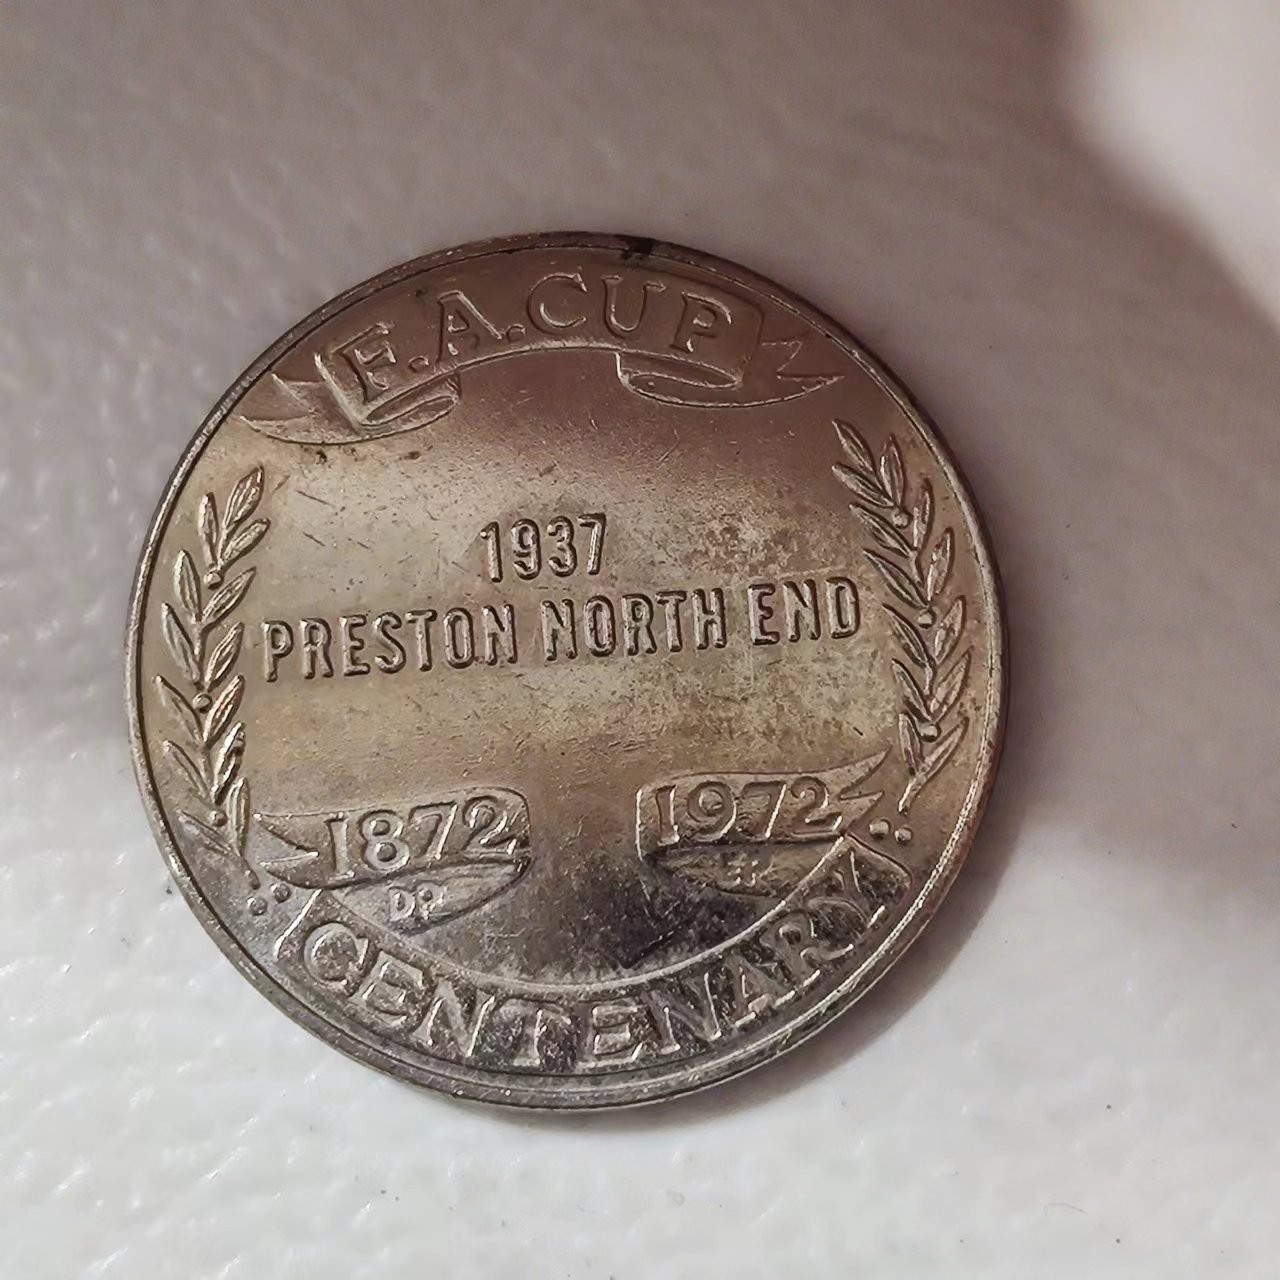 F.A.CUP
1937
PRESTON NORTH END
1872
1972
CENTENARY